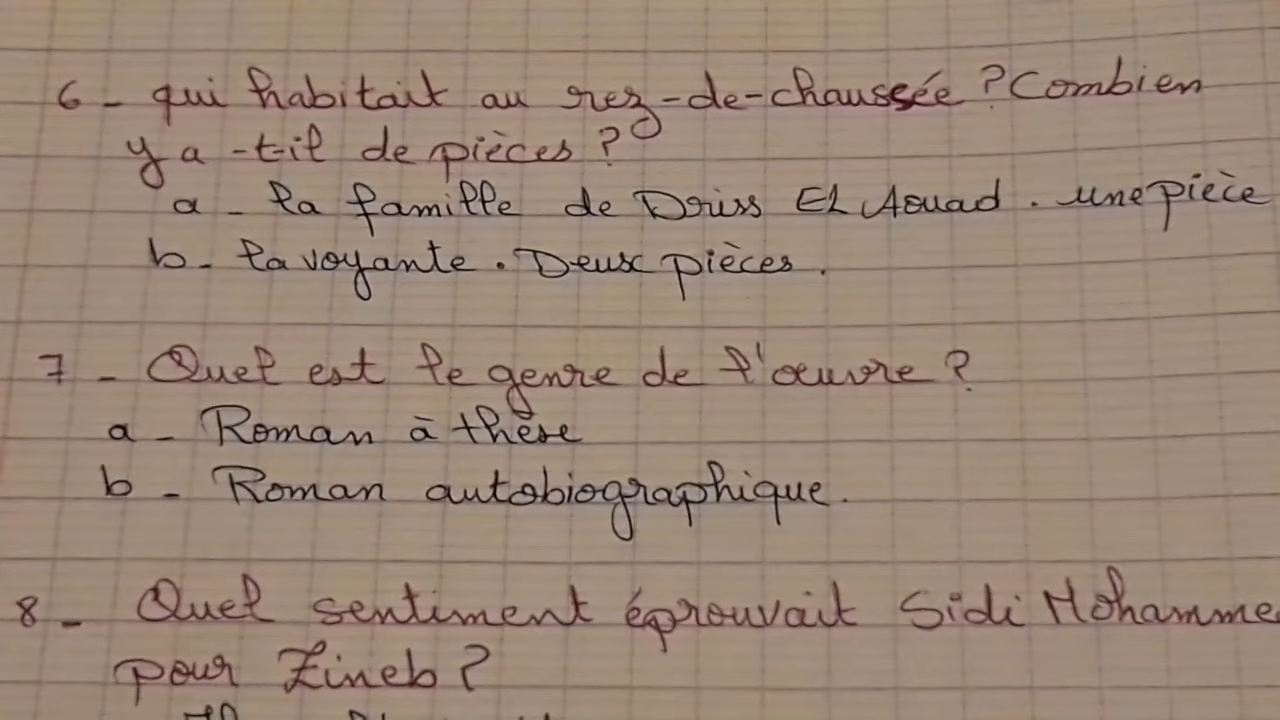 6 - qui habitait au rez-de-chaussée ? Combien
y a -t-il de pièces ?
a - la famille de Driss EL Aouad. une pièce
b - la voyante. Deux pièces.
7 - Quel est le genre de l'œuvre ?
a - Roman à thèse
b - Roman autobiographique.
8 - Quel sentiment éprouvait Sidi Mohamme
pour Zineb ?